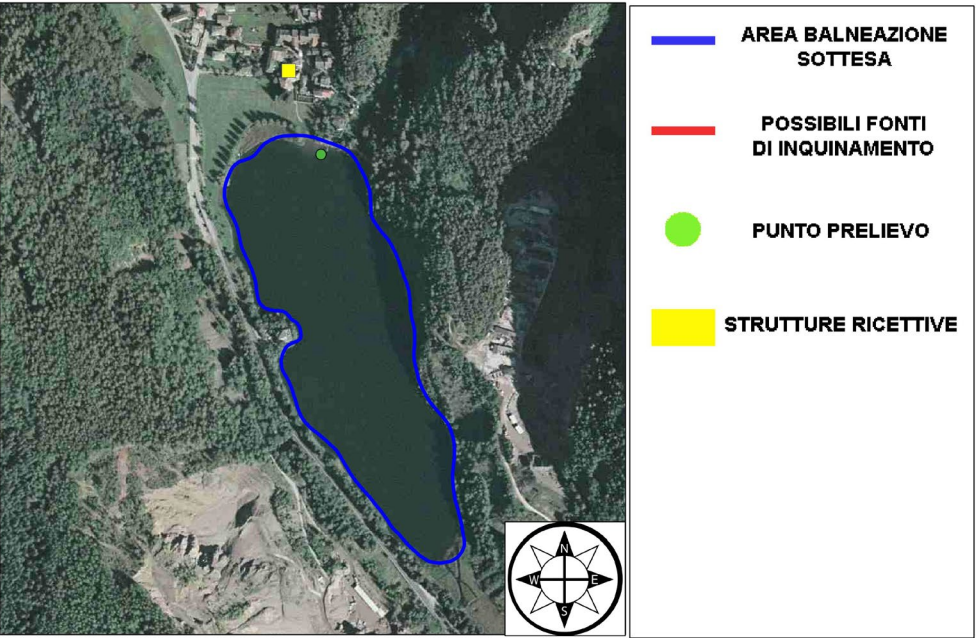 AREA BALNEAZIONE
SOTTESA
POSSIBILI FONTI
DI INQUINAMENTO
PUNTO PRELIEVO
STRUTTURE RICETTIVE
N
W E
S